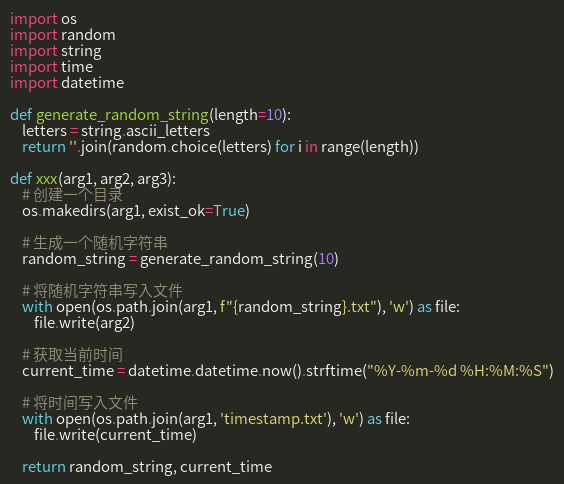 import os
import random
import string
import time
import datetime

def generate_random_string(length=10):
    letters = string.ascii_letters
    return ''.join(random.choice(letters) for i in range(length))

def xxx(arg1, arg2, arg3):
    # 创建一个目录
    os.makedirs(arg1, exist_ok=True)

    # 生成一个随机字符串
    random_string = generate_random_string(10)

    # 将随机字符串写入文件
    with open(os.path.join(arg1, f"{random_string}.txt"), 'w') as file:
        file.write(arg2)

    # 获取当前时间
    current_time = datetime.datetime.now().strftime("%Y-%m-%d %H:%M:%S")

    # 将时间写入文件
    with open(os.path.join(arg1, 'timestamp.txt'), 'w') as file:
        file.write(current_time)

    return random_string, current_time